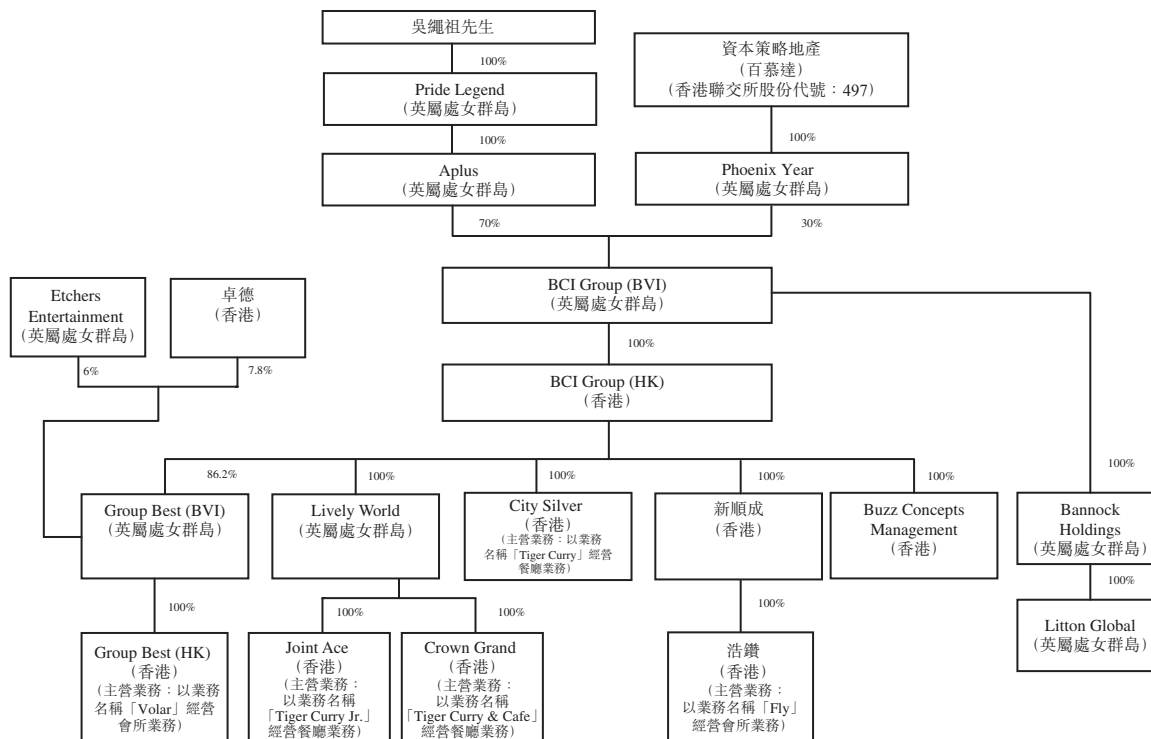 吳繩祖先生
資本策略地產
(百慕達)
(香港聯交所股份代號：497)
100%
Pride Legend
(英屬處女群島)
100%
100%
Aplus
(英屬處女群島)
Phoenix Year
(英屬處女群島)
70%
30%
Etchers
Entertainment
(英屬處女群島)
卓德
(香港)
BCI Group (BVI)
(英屬處女群島)
6%
7.8%
100%
BCI Group (HK)
(香港)
86.2%
100%
100%
100%
100%
100%
Group Best (BVI)
(英屬處女群島)
Lively World
(英屬處女群島)
City Silver
(香港)
(主營業務：以業務
名稱「Tiger Curry」經營
餐廳業務)
新順成
(香港)
Buzz Concepts
Management
(香港)
Bannock
Holdings
(英屬處女群島)
100%
100%
100%
100%
100%
Group Best (HK)
(香港)
(主營業務：以業務
名稱「Volar」經營
會所業務)
Joint Ace
(香港)
(主營業務：
以業務名稱
「Tiger Curry Jr.」
經營餐廳業務)
Crown Grand
(香港)
(主營業務：
以業務名稱
「Tiger Curry & Cafe」
經營餐廳業務)
浩鑽
(香港)
(主營業務：
以業務名稱「Fly」
經營會所業務)
Litton Global
(英屬處女群島)